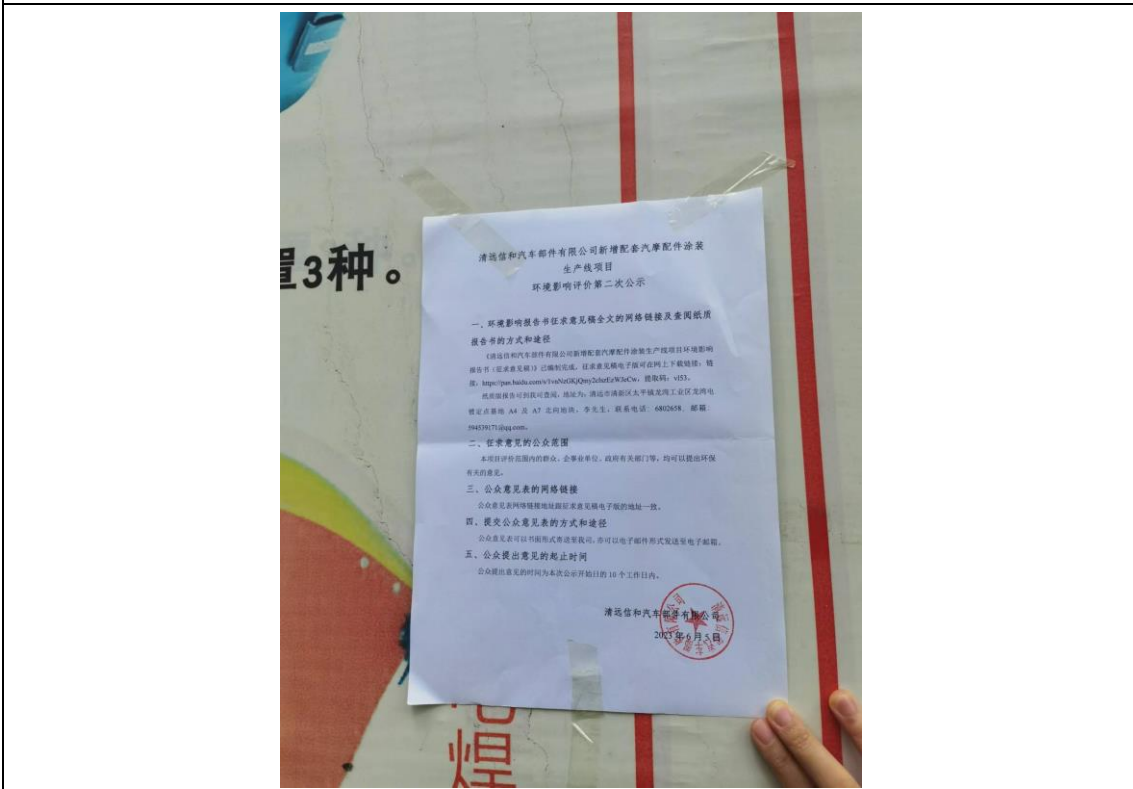 置3种。
清远信和汽车部件有限公司新增配套汽摩配件涂装
生产线项目
环境影响评价第二次公示
一、环境影响报告书征求意见稿全文的网络链接及查阅纸质
报告书的方式和途径
《清远信和汽车部件有限公司新增配套汽摩配件涂装生产线项目环境影响
报告书（征求意见稿）》已编制完成，征求意见稿电子版可在网上下载链接：链
纸质版报告可到我司查阅，地址为：清远市清新区太平镇龙湾工业区龙湾电
镀定点基地 A4 及 A7 北向地块，李先生，联系电话：6802658，邮箱：
594539171@qq.com。
二、征求意见的公众范围
本项目评价范围内的群众、企事业单位、政府有关部门等，均可以提出环保
有关的意见。
三、公众意见表的网络链接
公众意见表网络链接地址跟征求意见稿电子版的地址一致。
四、提交公众意见表的方式和途径
公众意见表可以书面形式寄送至我司，亦可以电子邮件形式发送至电子邮箱。
五、公众提出意见的起止时间
公众提出意见的时间为本次公示开始日的 10 个工作日内。
清远信和汽车部件有限公司
2023 年 6 月 5 日
焊